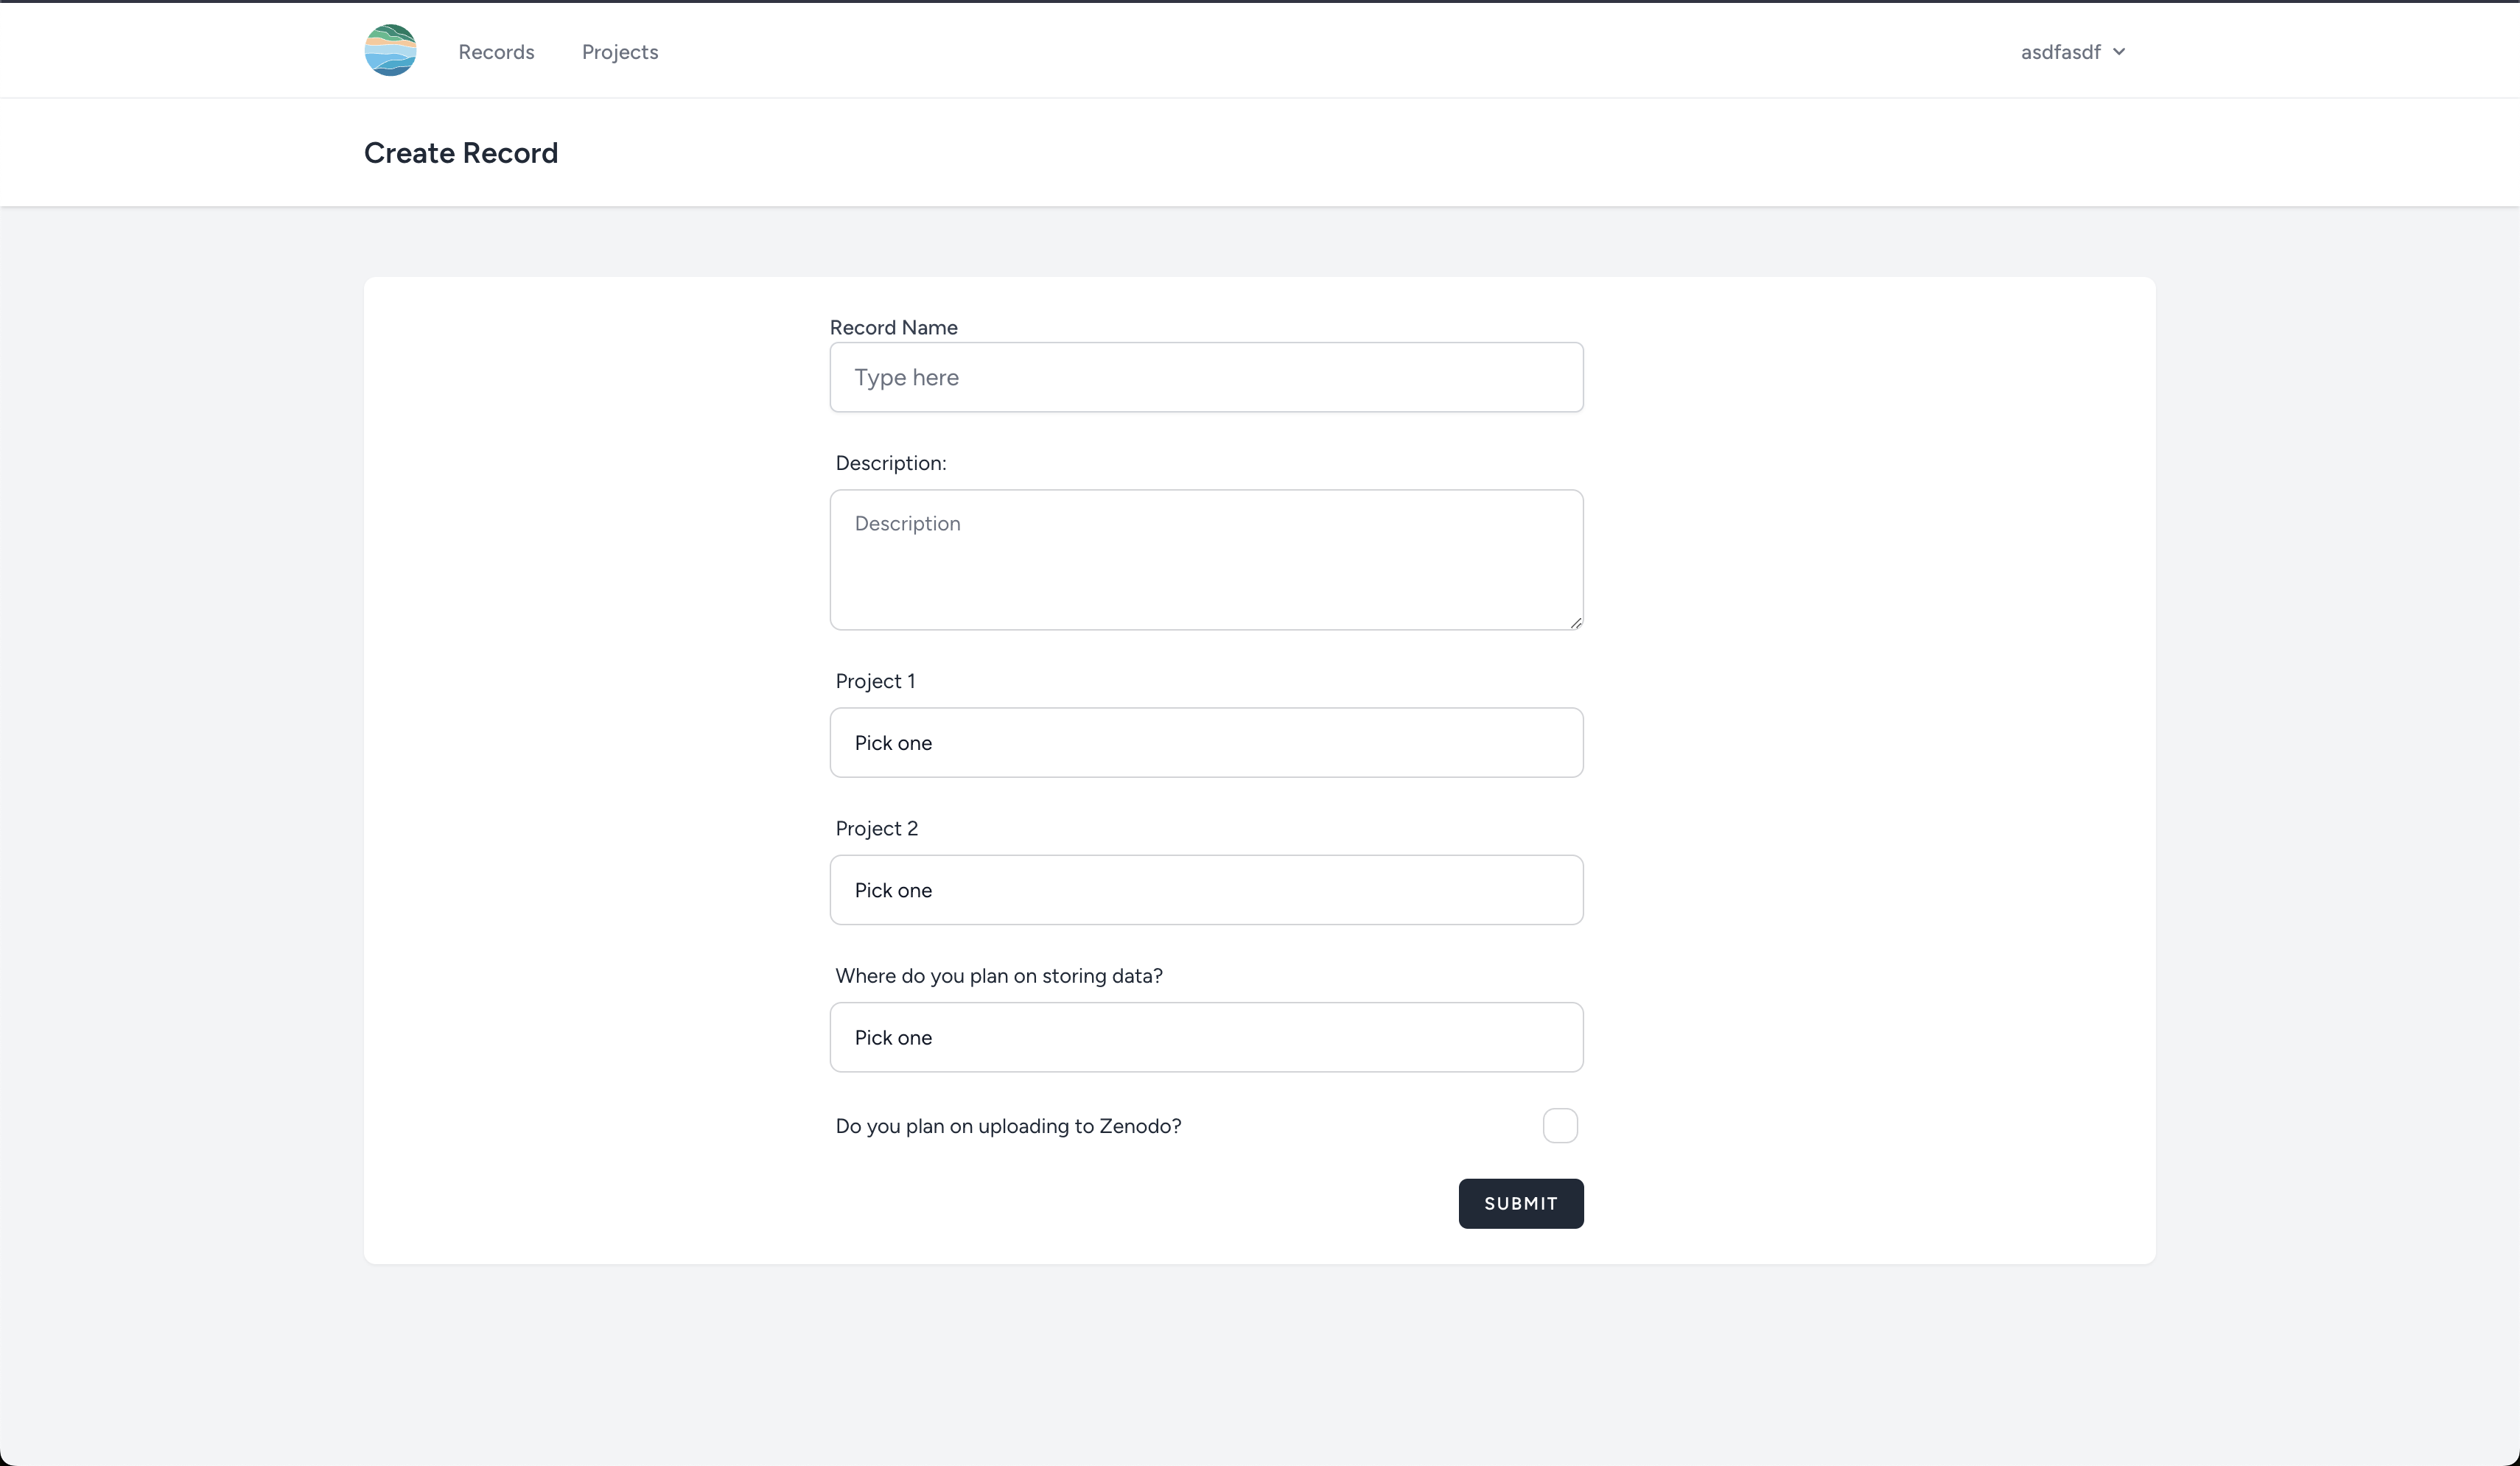 Records Projects asdfasdf
Create Record
Record Name
Type here
Description:
Description
Project 1
Pick one
Project 2
Pick one
Where do you plan on storing data?
Pick one
Do you plan on uploading to Zenodo?
SUBMIT